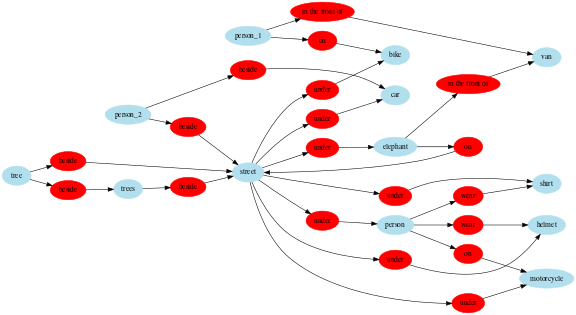 in the front of
person_1
on
bike
van
beside
in the front of
car
under
person_2
under
beside
under
elephant
on
beside
street
tree
beside
trees
beside
under
wear
shirt
under
person
wear
helmet
on
under
motorcycle
under